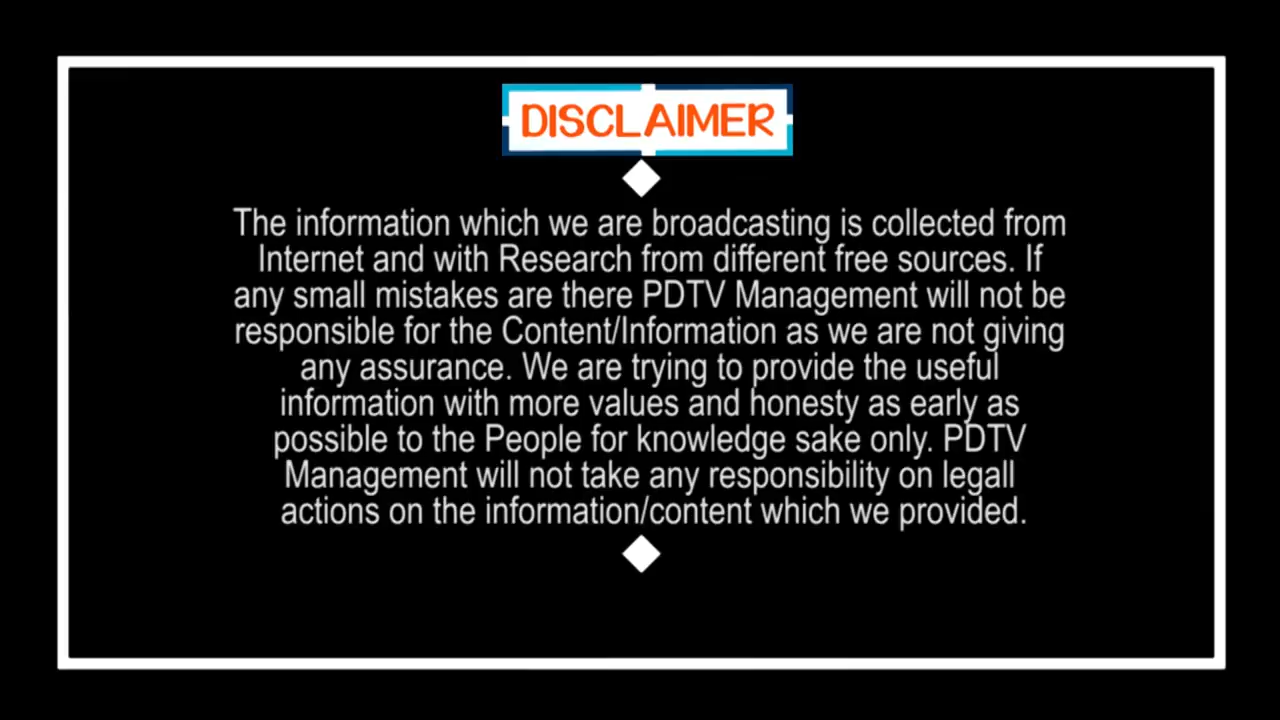 DISCLAIMER
The information which we are broadcasting is collected from
Internet and with Research from different free sources. If
any small mistakes are there PDTV Management will not be
responsible for the Content/Information as we are not giving
any assurance. We are trying to provide the useful
information with more values and honesty as early as
possible to the People for knowledge sake only. PDTV
Management will not take any responsibility on legall
actions on the information/content which we provided.